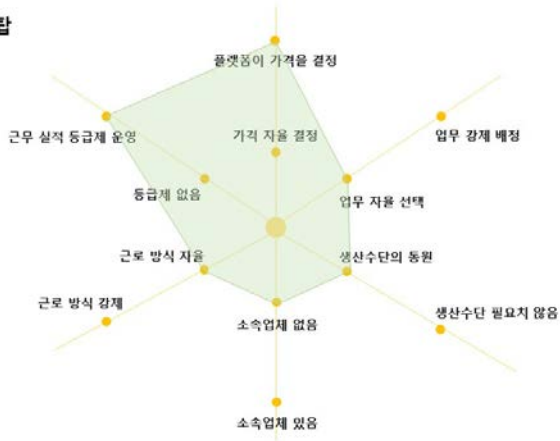 탑
플랫폼이 가격을 결정
근무 실적 등급제 운영
가격 자율 결정
업무 강제 배정
등급제 없음
업무 자율 선택
근로 방식 자율
생산수단의 동원
근로 방식 강제
소속업체 없음
생산수단 필요치 않음
소속업체 있음